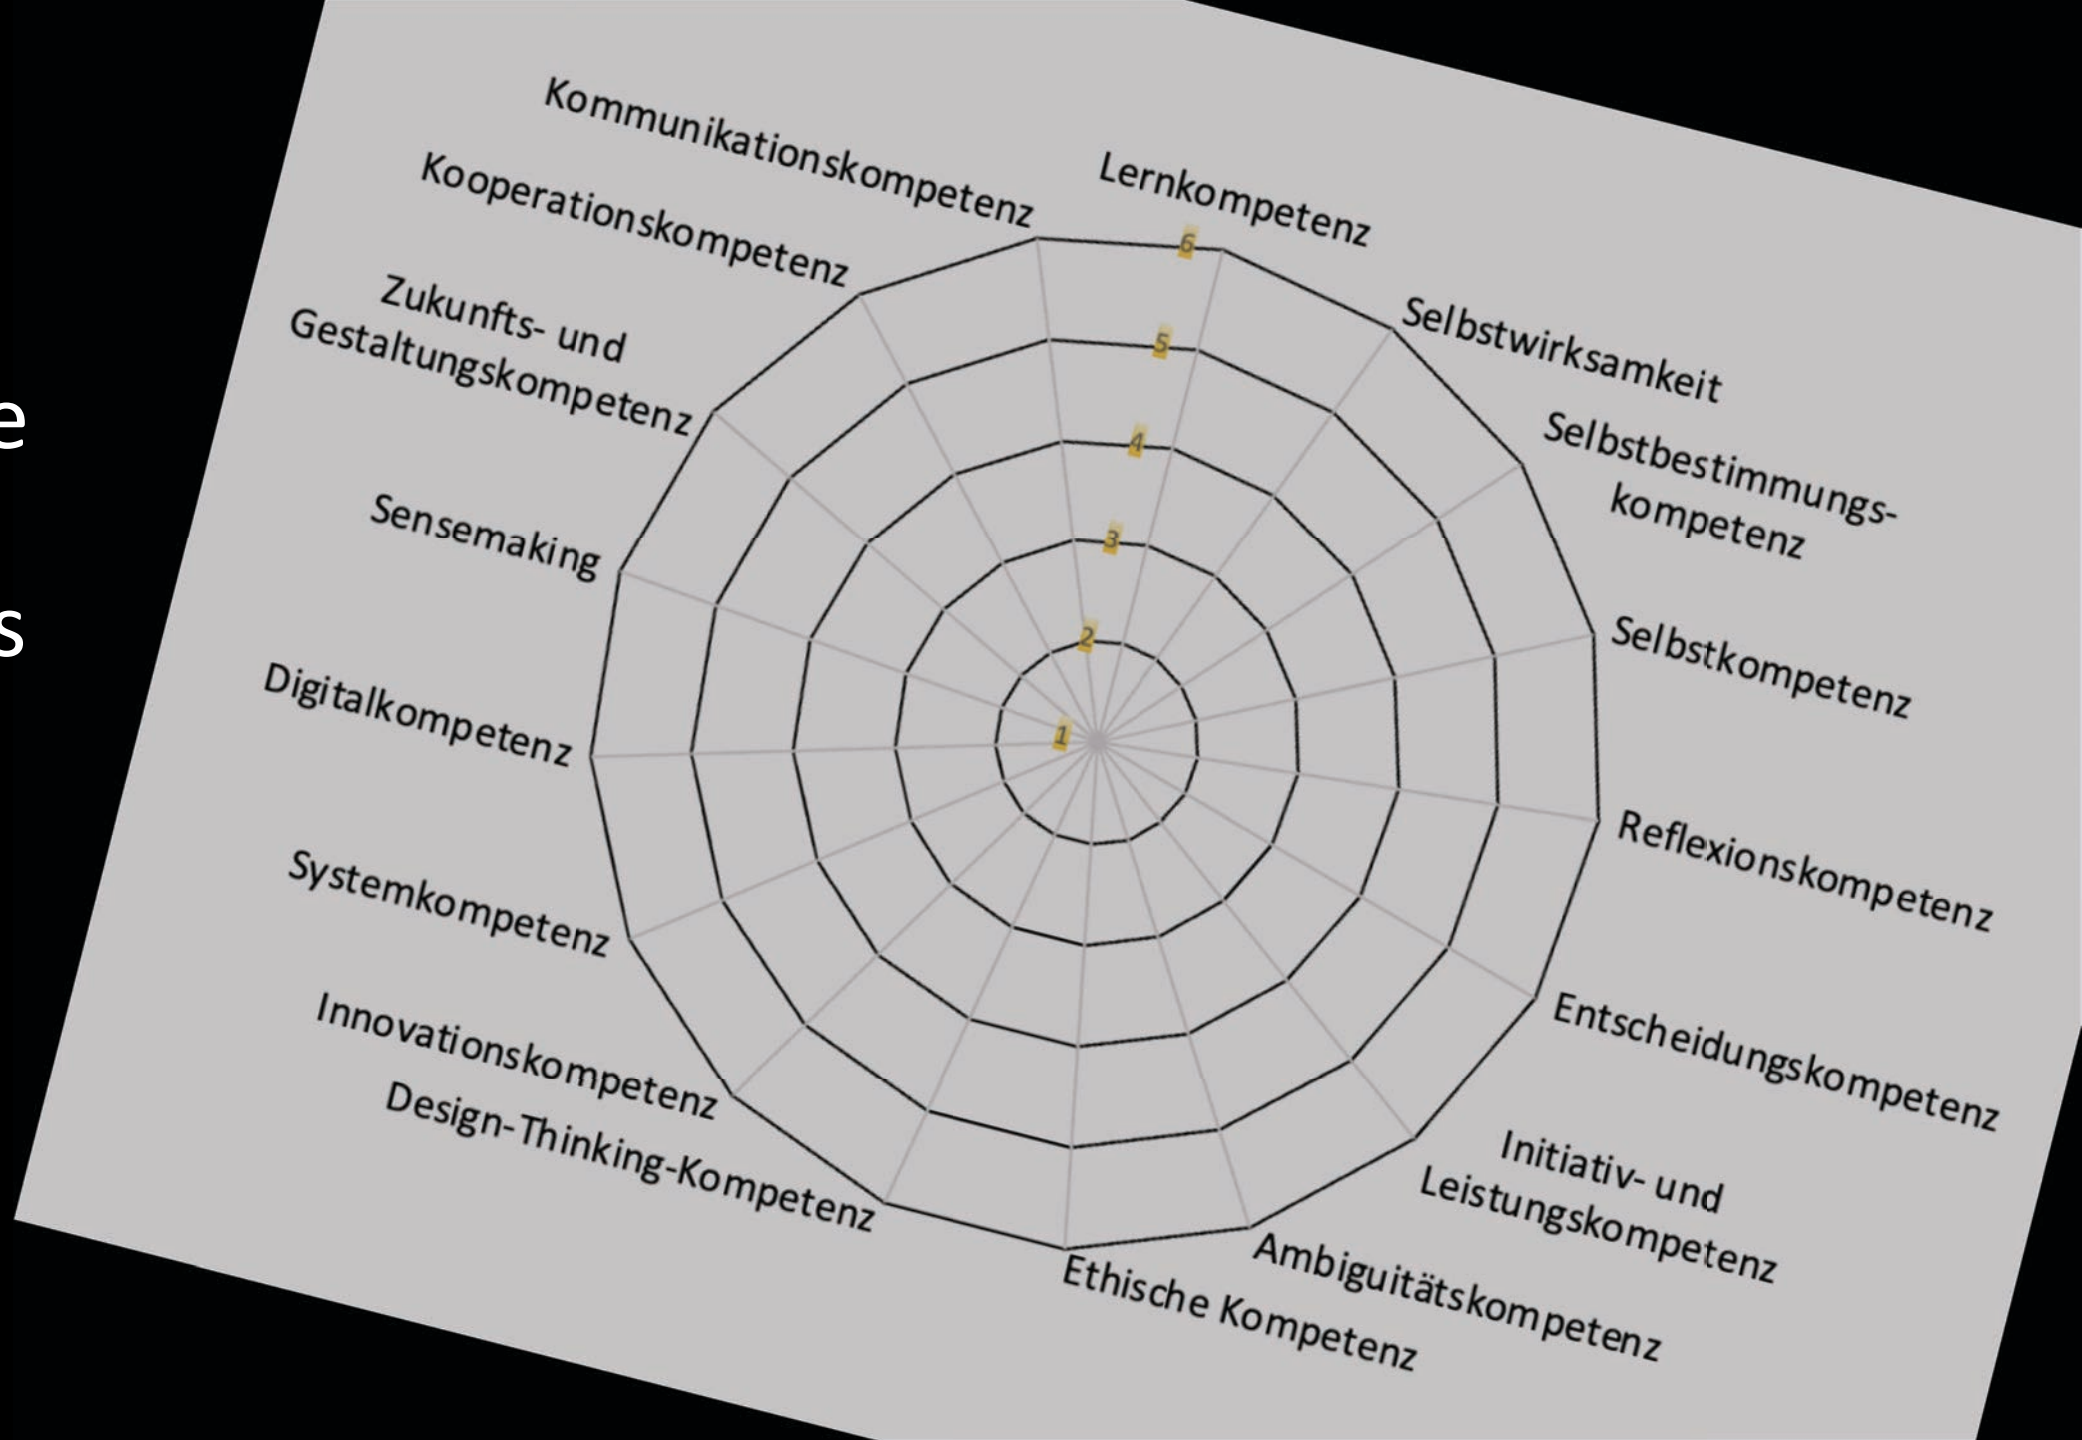 Kommunikationskompetenz
Lernkompetenz
Kooperationskompetenz
Selbstwirksamkeit
Zukunfts- und
Gestaltungskompetenz
Selbstbestimmungs-
kompetenz
Sensemaking
Selbstkompetenz
Digitalkompetenz
Reflexionskompetenz
Systemkompetenz
Entscheidungskompetenz
Innovationskompetenz
Initiativ- und
Leistungskompetenz
Design-Thinking-Kompetenz
Ambiguitätskompetenz
Ethische Kompetenz
6
5
4
3
2
1
e
s